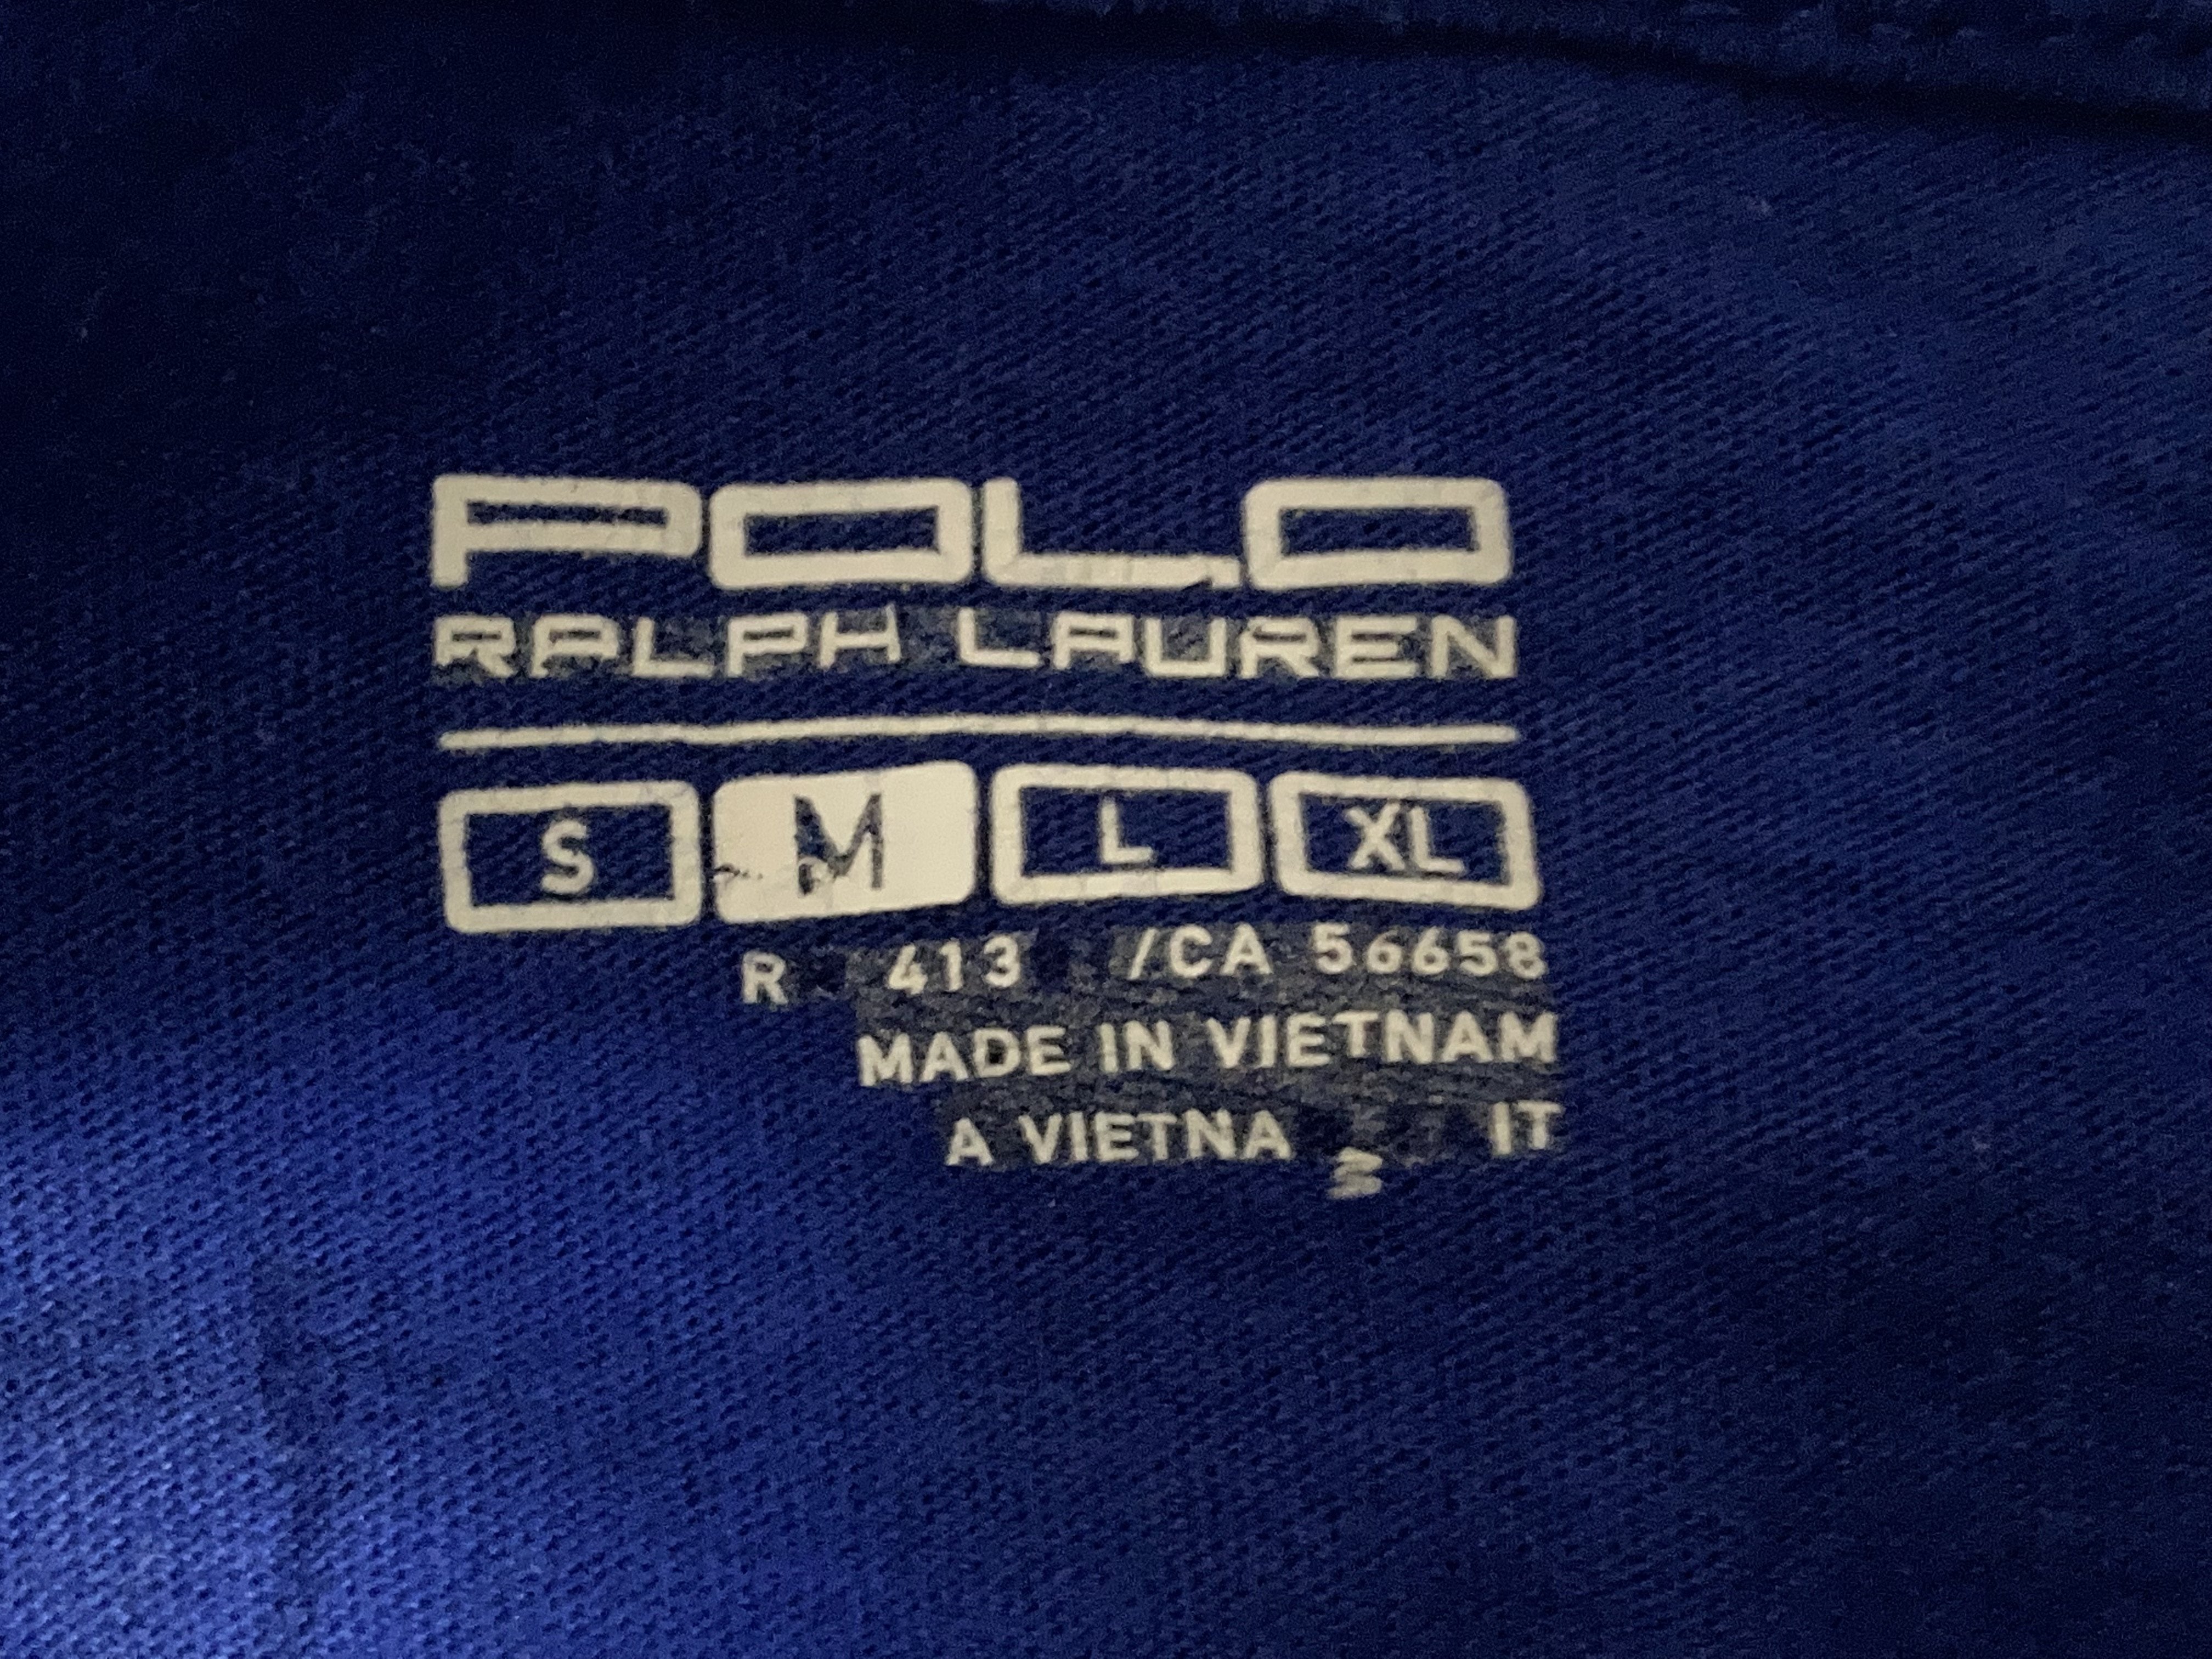 POLO
RALPH LAUREN
S M L XL
R 413 /CA 56658
MADE IN VIETNAM
A VIETNA IT